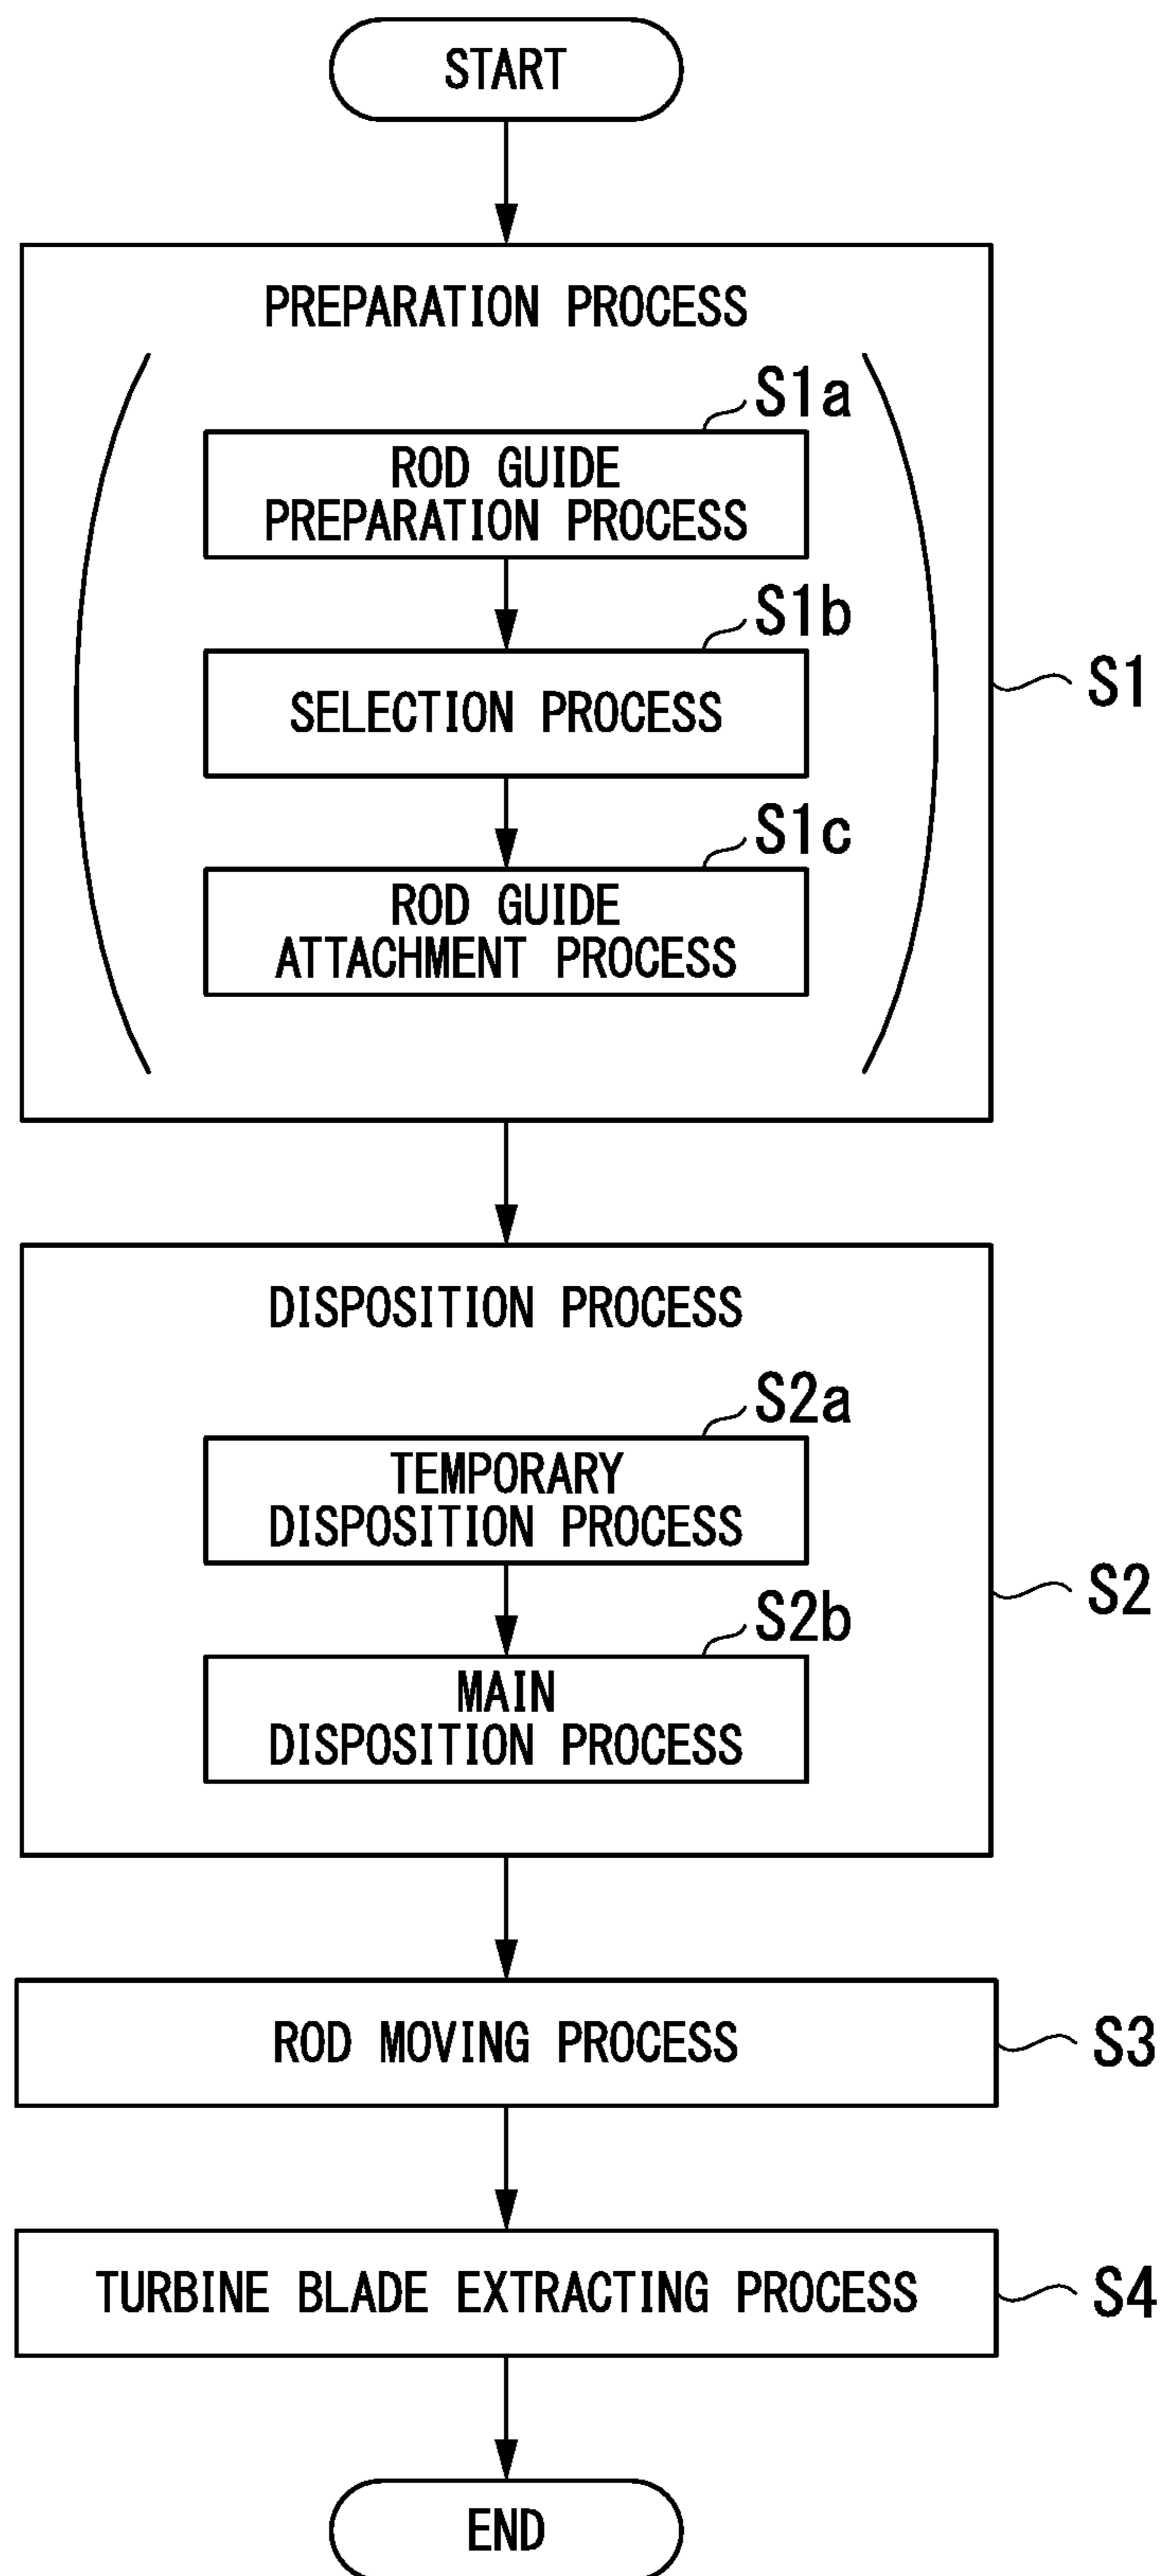 START
PREPARATION PROCESS
S1a
ROD GUIDE
PREPARATION PROCESS
S1b
SELECTION PROCESS
S1
S1c
ROD GUIDE
ATTACHMENT PROCESS
DISPOSITION PROCESS
S2a
TEMPORARY
DISPOSITION PROCESS
S2
S2b
MAIN
DISPOSITION PROCESS
ROD MOVING PROCESS
S3
TURBINE BLADE EXTRACTING PROCESS
S4
END